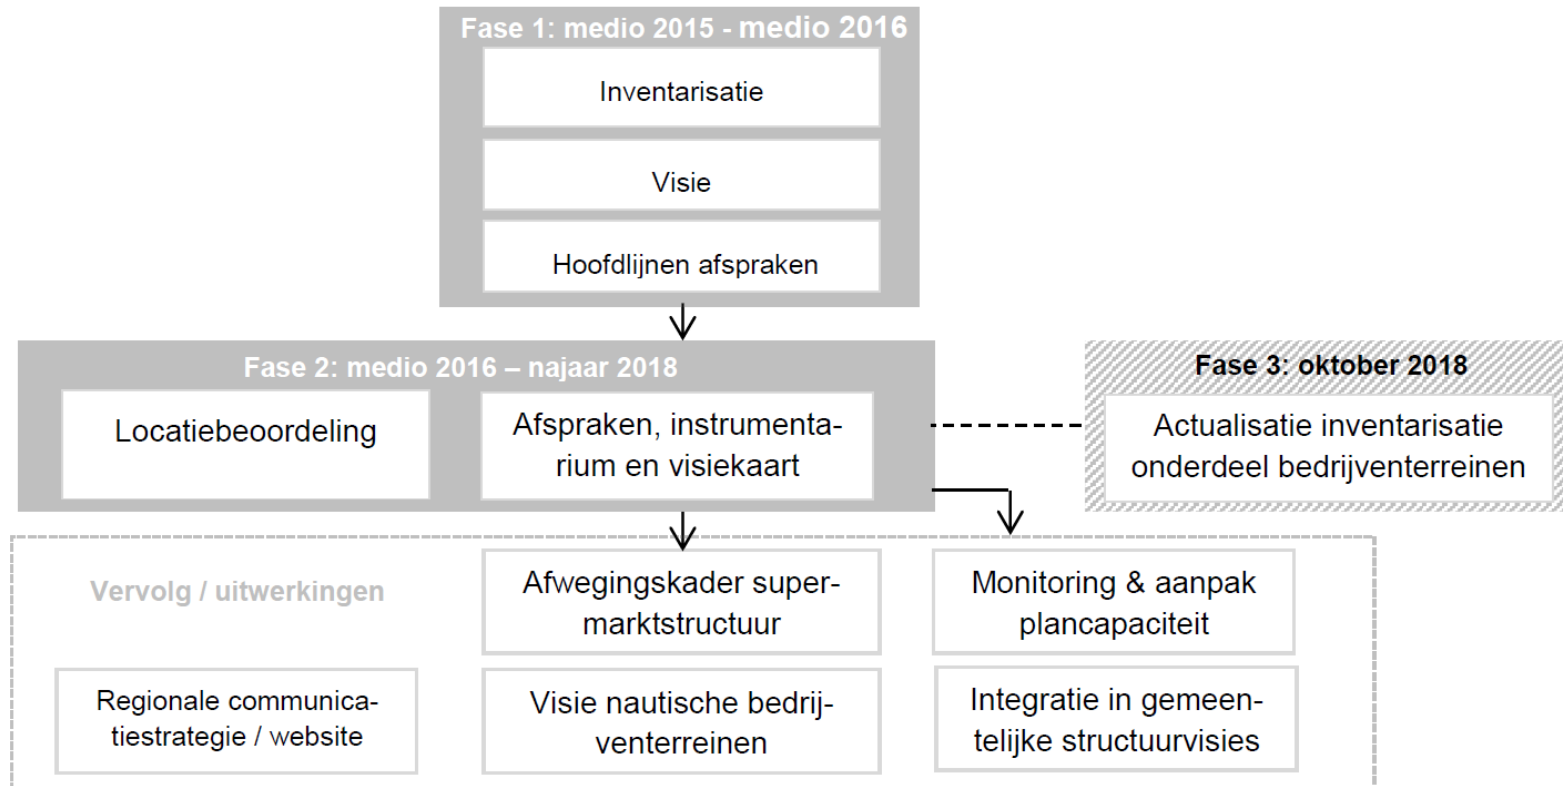 Fase 1: medio 2015 - medio 2016
Inventarisatie
Visie
Hoofdlijnen afspraken
Fase 2: medio 2016 – najaar 2018
Locatiebeoordeling
Afspraken, instrumenta-
rium en visiekaart
Fase 3: oktober 2018
Actualisatie inventarisatie
onderdeel bedrijventerreinen
Vervolg / uitwerkingen
Afwegingskader super-
marktstructuur
Monitoring & aanpak
plancapaciteit
Regionale communica-
tiestrategie / website
Visie nautische bedrij-
venterreinen
Integratie in gemeen-
telijke structuurvisies